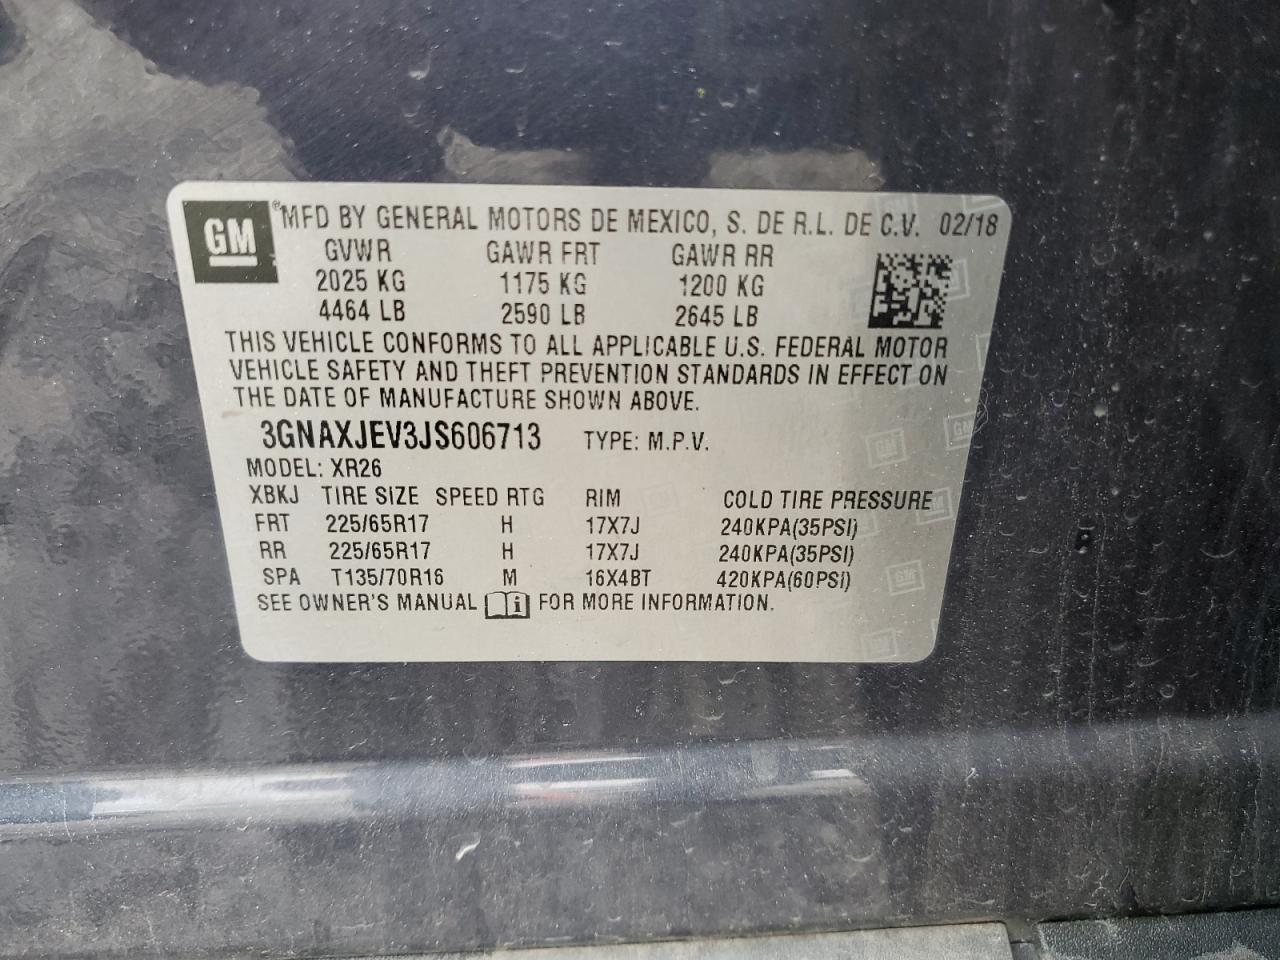 GM ® MFD BY GENERAL MOTORS DE MEXICO, S. DE R.L. DE C.V. 02/18
GVWR GAWR FRT GAWR RR
2025 KG 1175 KG 1200 KG
4464 LB 2590 LB 2645 LB
THIS VEHICLE CONFORMS TO ALL APPLICABLE U.S. FEDERAL MOTOR
VEHICLE SAFETY AND THEFT PREVENTION STANDARDS IN EFFECT ON
THE DATE OF MANUFACTURE SHOWN ABOVE.
3GNAXJEV3JS606713 TYPE: M.P.V.
MODEL: XR26
XBKJ TIRE SIZE SPEED RTG RIM COLD TIRE PRESSURE
FRT 225/65R17 H 17X7J 240KPA(35PSI)
RR 225/65R17 H 17X7J 240KPA(35PSI)
SPA T135/70R16 M 16X4BT 420KPA(60PSI)
SEE OWNER'S MANUAL i FOR MORE INFORMATION.